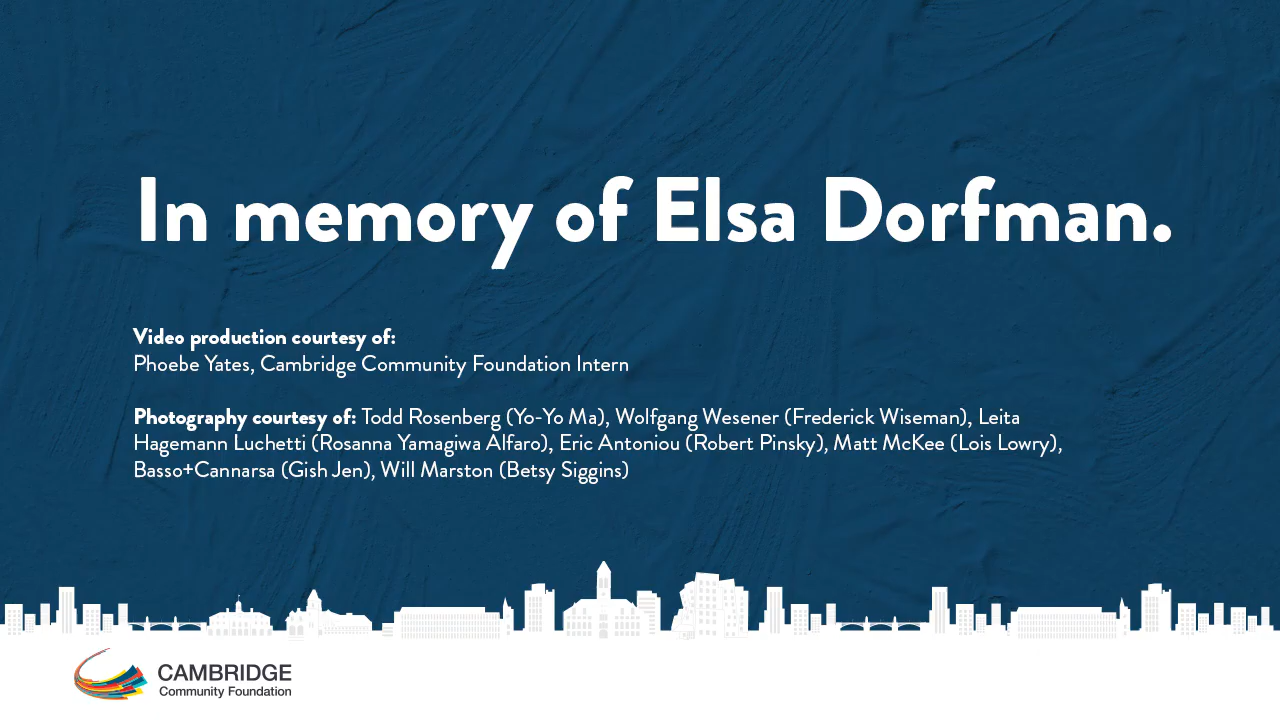 In memory of Elsa Dorfman.
Video production courtesy of:
Phoebe Yates, Cambridge Community Foundation Intern
Photography courtesy of: Todd Rosenberg (Yo-Yo Ma), Wolfgang Wesener (Frederick Wiseman), Leita
Hagemann Luchetti (Rosanna Yamagiwa Alfaro), Eric Antoniou (Robert Pinsky), Matt McKee (Lois Lowry),
Basso+Cannarsa (Gish Jen), Will Marston (Betsy Siggins)
CAMBRIDGE
Community Foundation